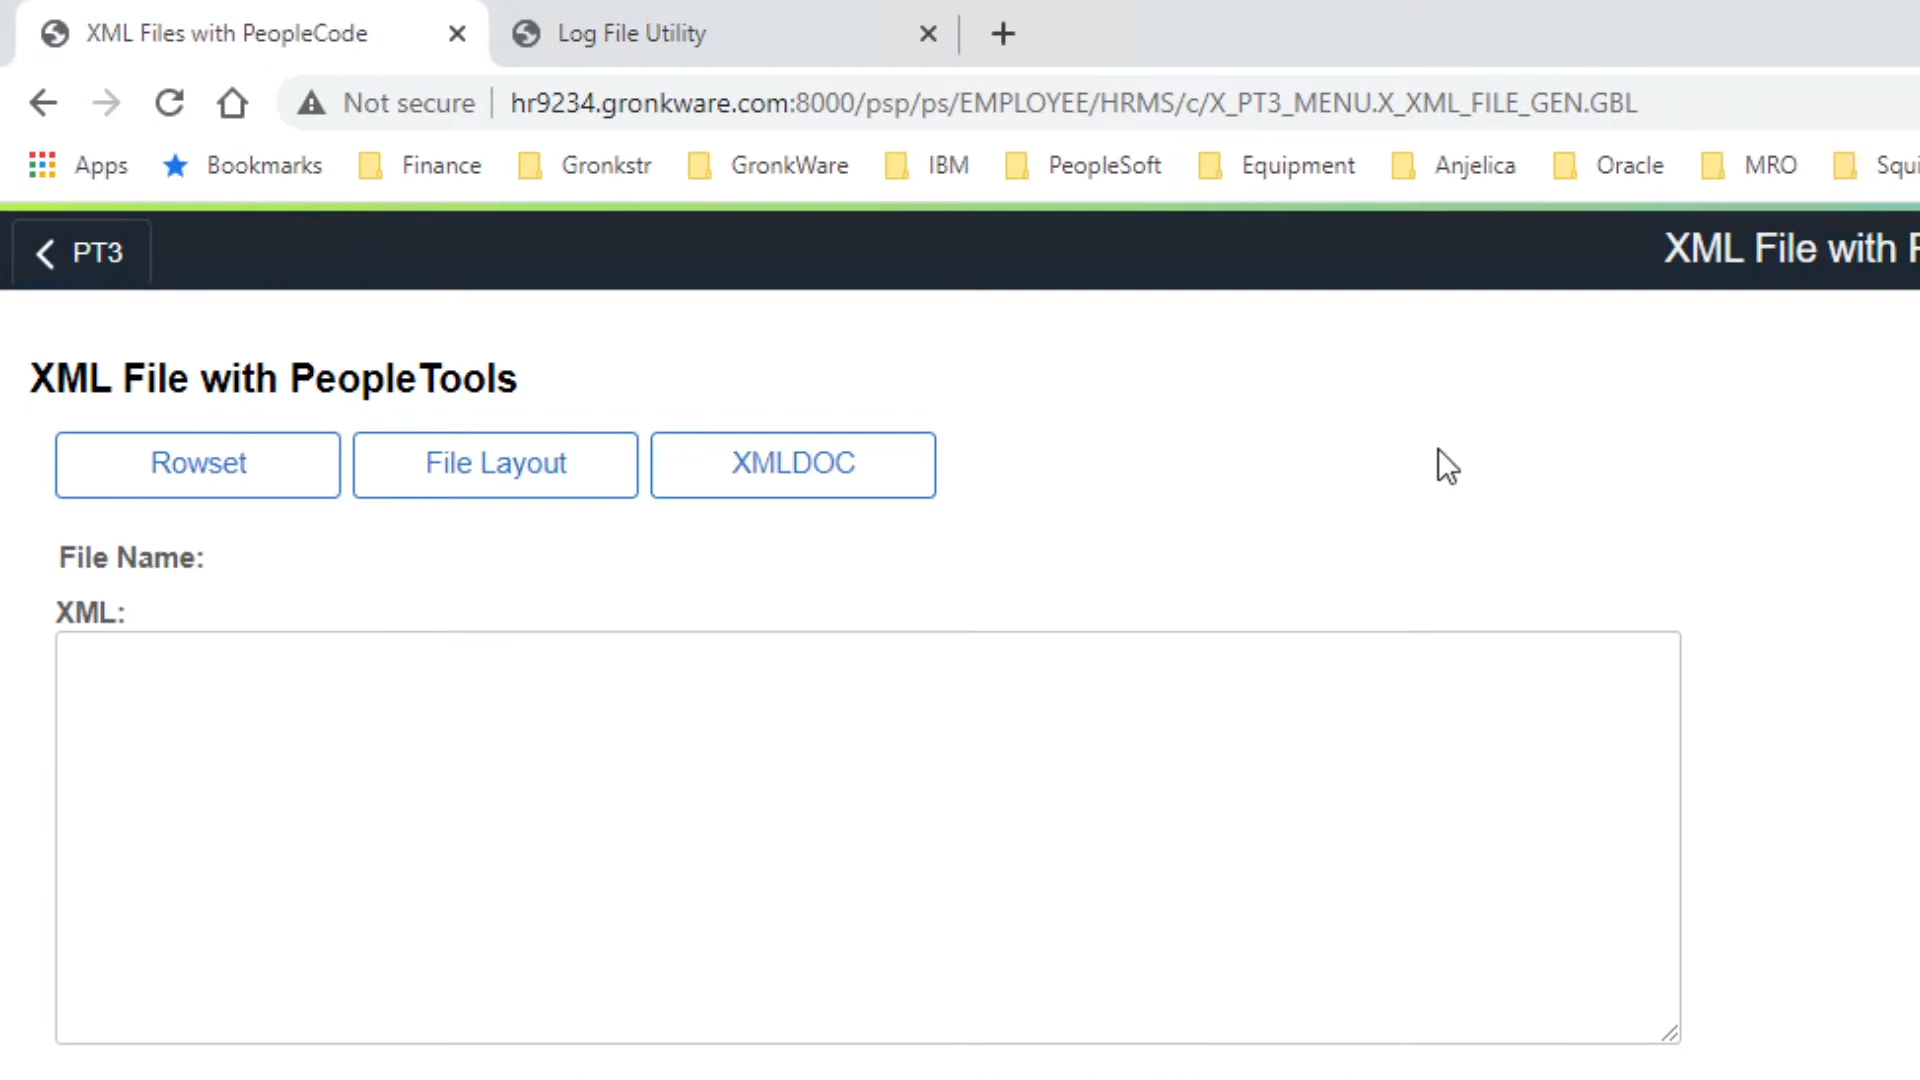 XML Files with PeopleCode
Log File Utility
Not secure
hr9234.gronkware.com:8000/psp/ps/EMPLOYEE/HRMS/c/X_PT3_MENU.X_XML_FILE_GEN.GBL
Apps Bookmarks Finance Gronkstr GronkWare IBM PeopleSoft Equipment Anjelica Oracle MRO
PT3
XML File with
XML File with PeopleTools
Rowset File Layout XMLDOC
File Name:
XML: